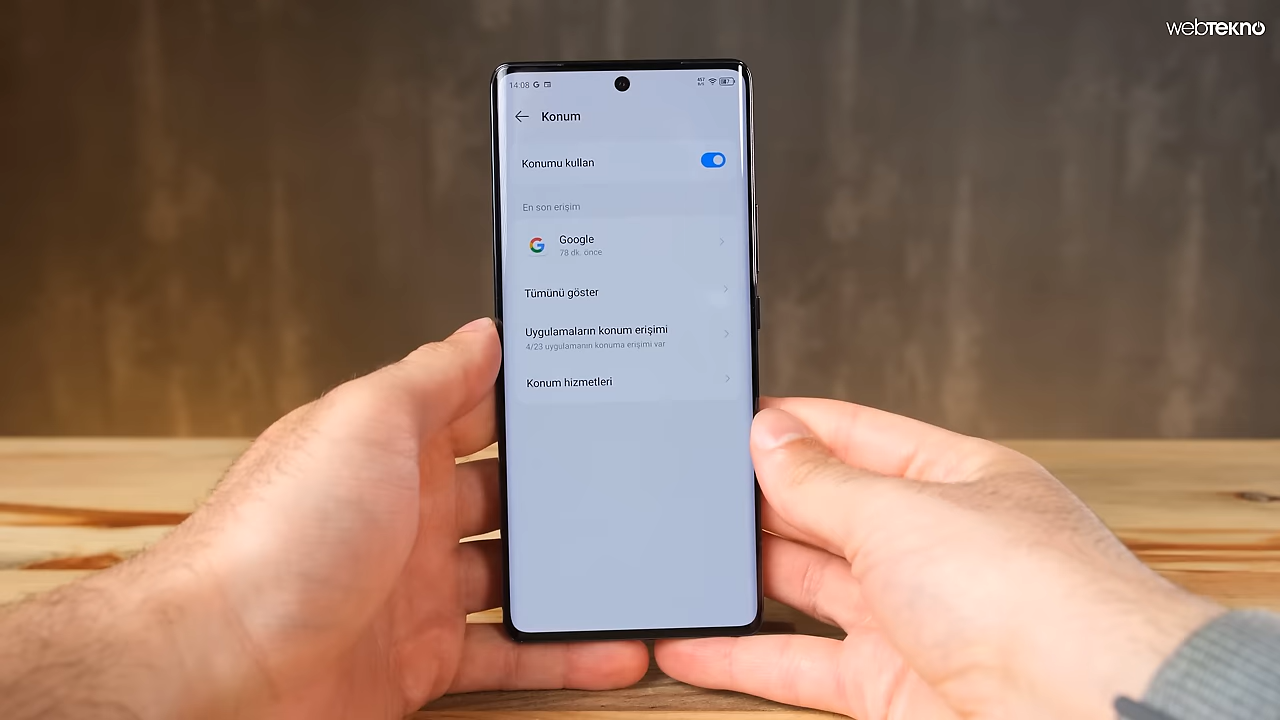 webTEKNO
14:08
Konum
Konumu kullan
En son erişim
Google
78 dk. önce
Tümünü göster
Uygulamaların konum erişimi
4/23 uygulamanın konuma erişimi var
Konum hizmetleri